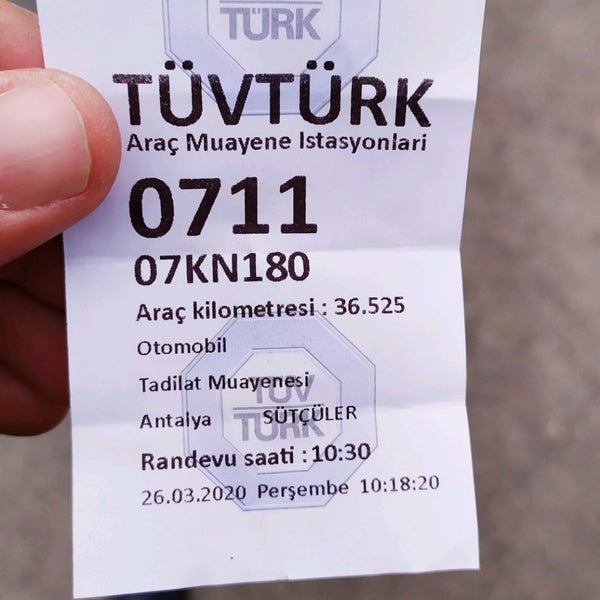 TÜRK
TÜVTÜRK
Araç Muayene Istasyonlari
0711
07KN180
Araç kilometresi : 36.525
Otomobil
Tadilat Muayenesi
TÜV
TÜRK
Antalya SÜTÇÜLER
Randevu saati : 10:30
26.03.2020 Perşembe 10:18:20